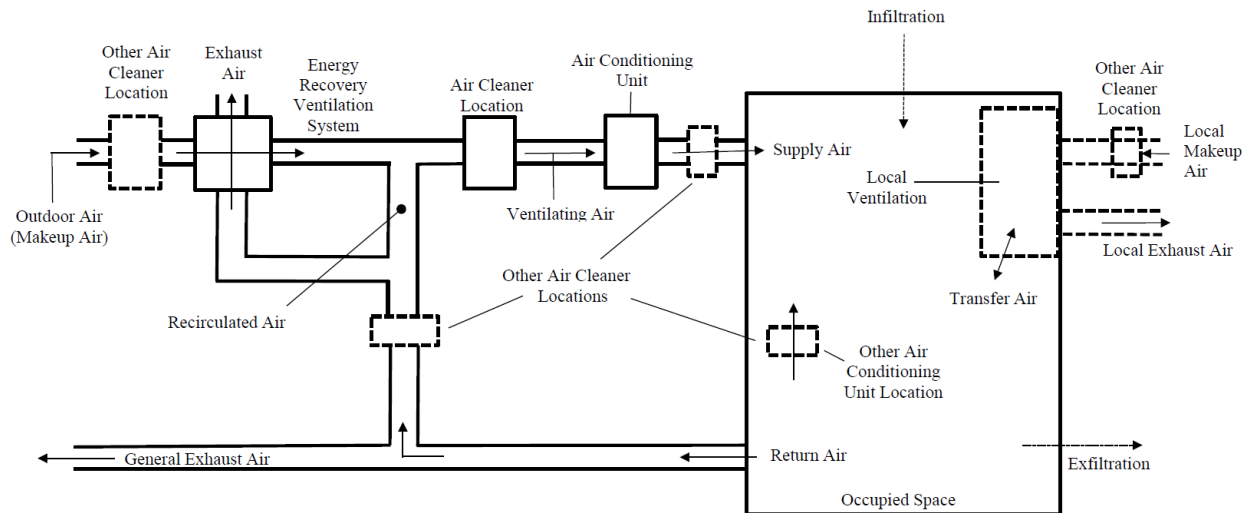 Infiltration
Other Air
Cleaner
Location
Exhaust
Air
Energy
Recovery
Ventilation
System
Air Cleaner
Location
Air Conditioning
Unit
Other Air
Cleaner
Location
Supply Air
Local
Makeup
Air
Local
Ventilation
Outdoor Air
(Makeup Air)
Ventilating Air
Local Exhaust Air
Other Air Cleaner
Locations
Transfer Air
Recirculated Air
Other Air
Conditioning
Unit Location
General Exhaust Air
Return Air
Exfiltration
Occupied Space